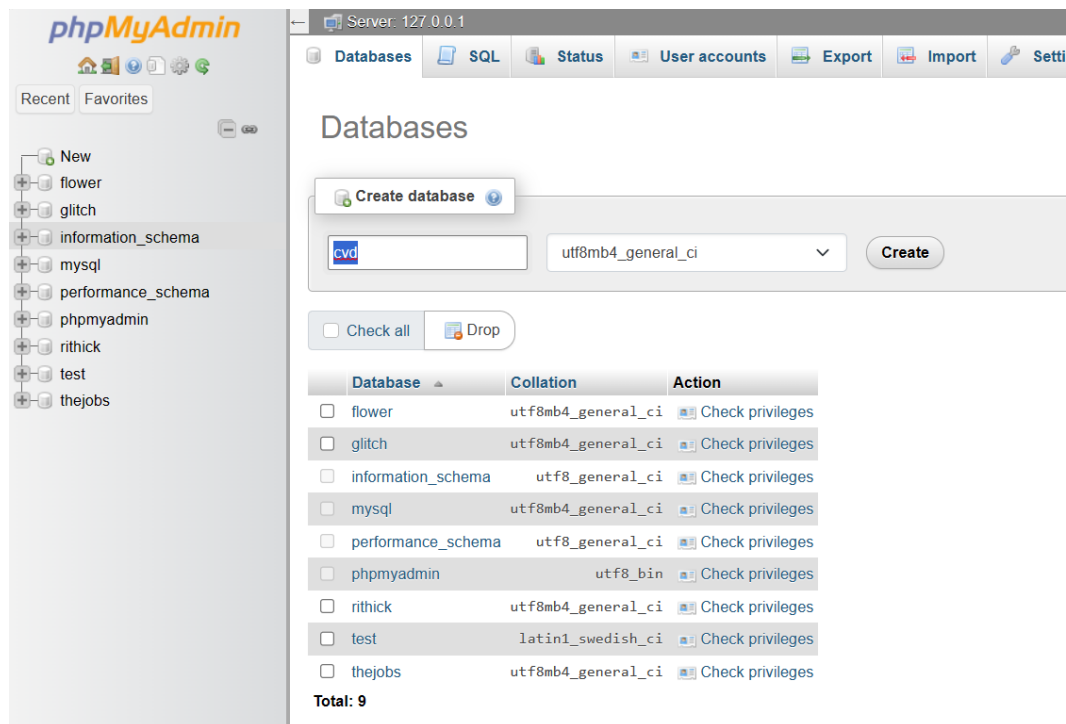 phpMyAdmin
Recent Favorites
New
flower
glitch
information_schema
mysql
performance_schema
phpmyadmin
rithick
test
thejobs
Server: 127.0.0.1
Databases SQL Status User accounts Export Import Setti
Databases
Create database
cvd utf8mb4_general_ci Create
Check all Drop
Database Collation Action
flower utf8mb4_general_ci Check privileges
glitch utf8mb4_general_ci Check privileges
information_schema utf8_general_ci Check privileges
mysql utf8mb4_general_ci Check privileges
performance_schema utf8_general_ci Check privileges
phpmyadmin utf8_bin Check privileges
rithick utf8mb4_general_ci Check privileges
test latin1_swedish_ci Check privileges
thejobs utf8mb4_general_ci Check privileges
Total: 9